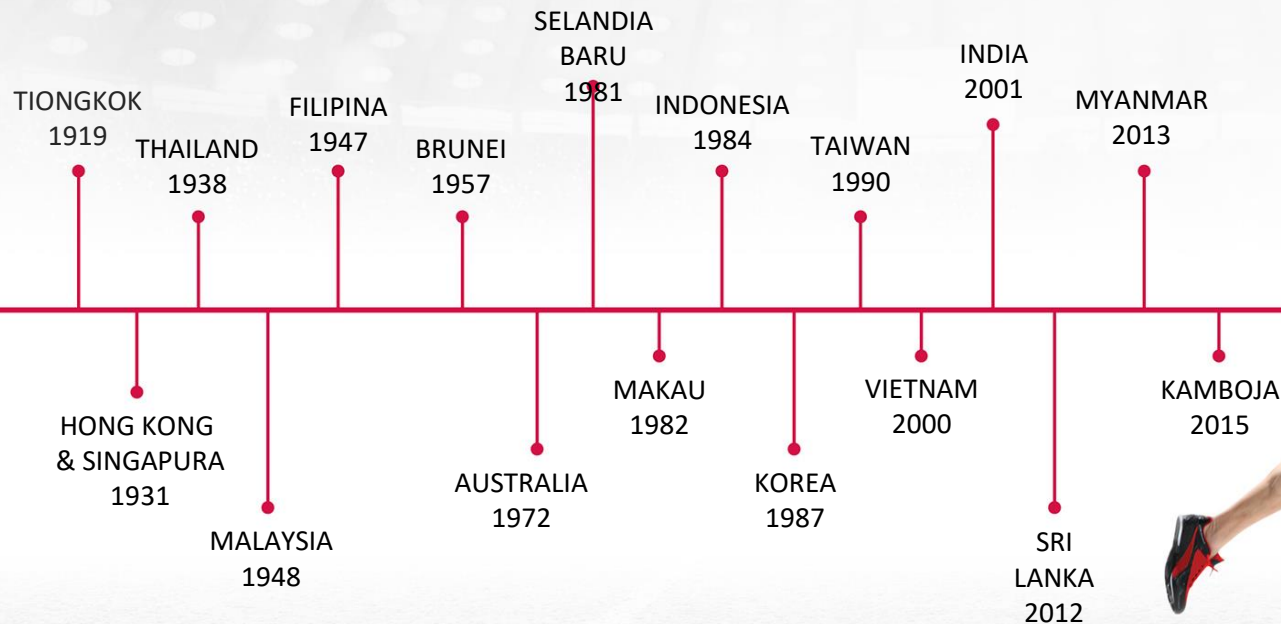 TIONGKOK
1919
HONG KONG
& SINGAPURA
1931
THAILAND
1938
MALAYSIA
1948
FILIPINA
1947
BRUNEI
1957
AUSTRALIA
1972
SELANDIA
BARU
1981
MAKAU
1982
INDONESIA
1984
KOREA
1987
TAIWAN
1990
VIETNAM
2000
INDIA
2001
SRI
LANKA
2012
MYANMAR
2013
KAMBOJA
2015